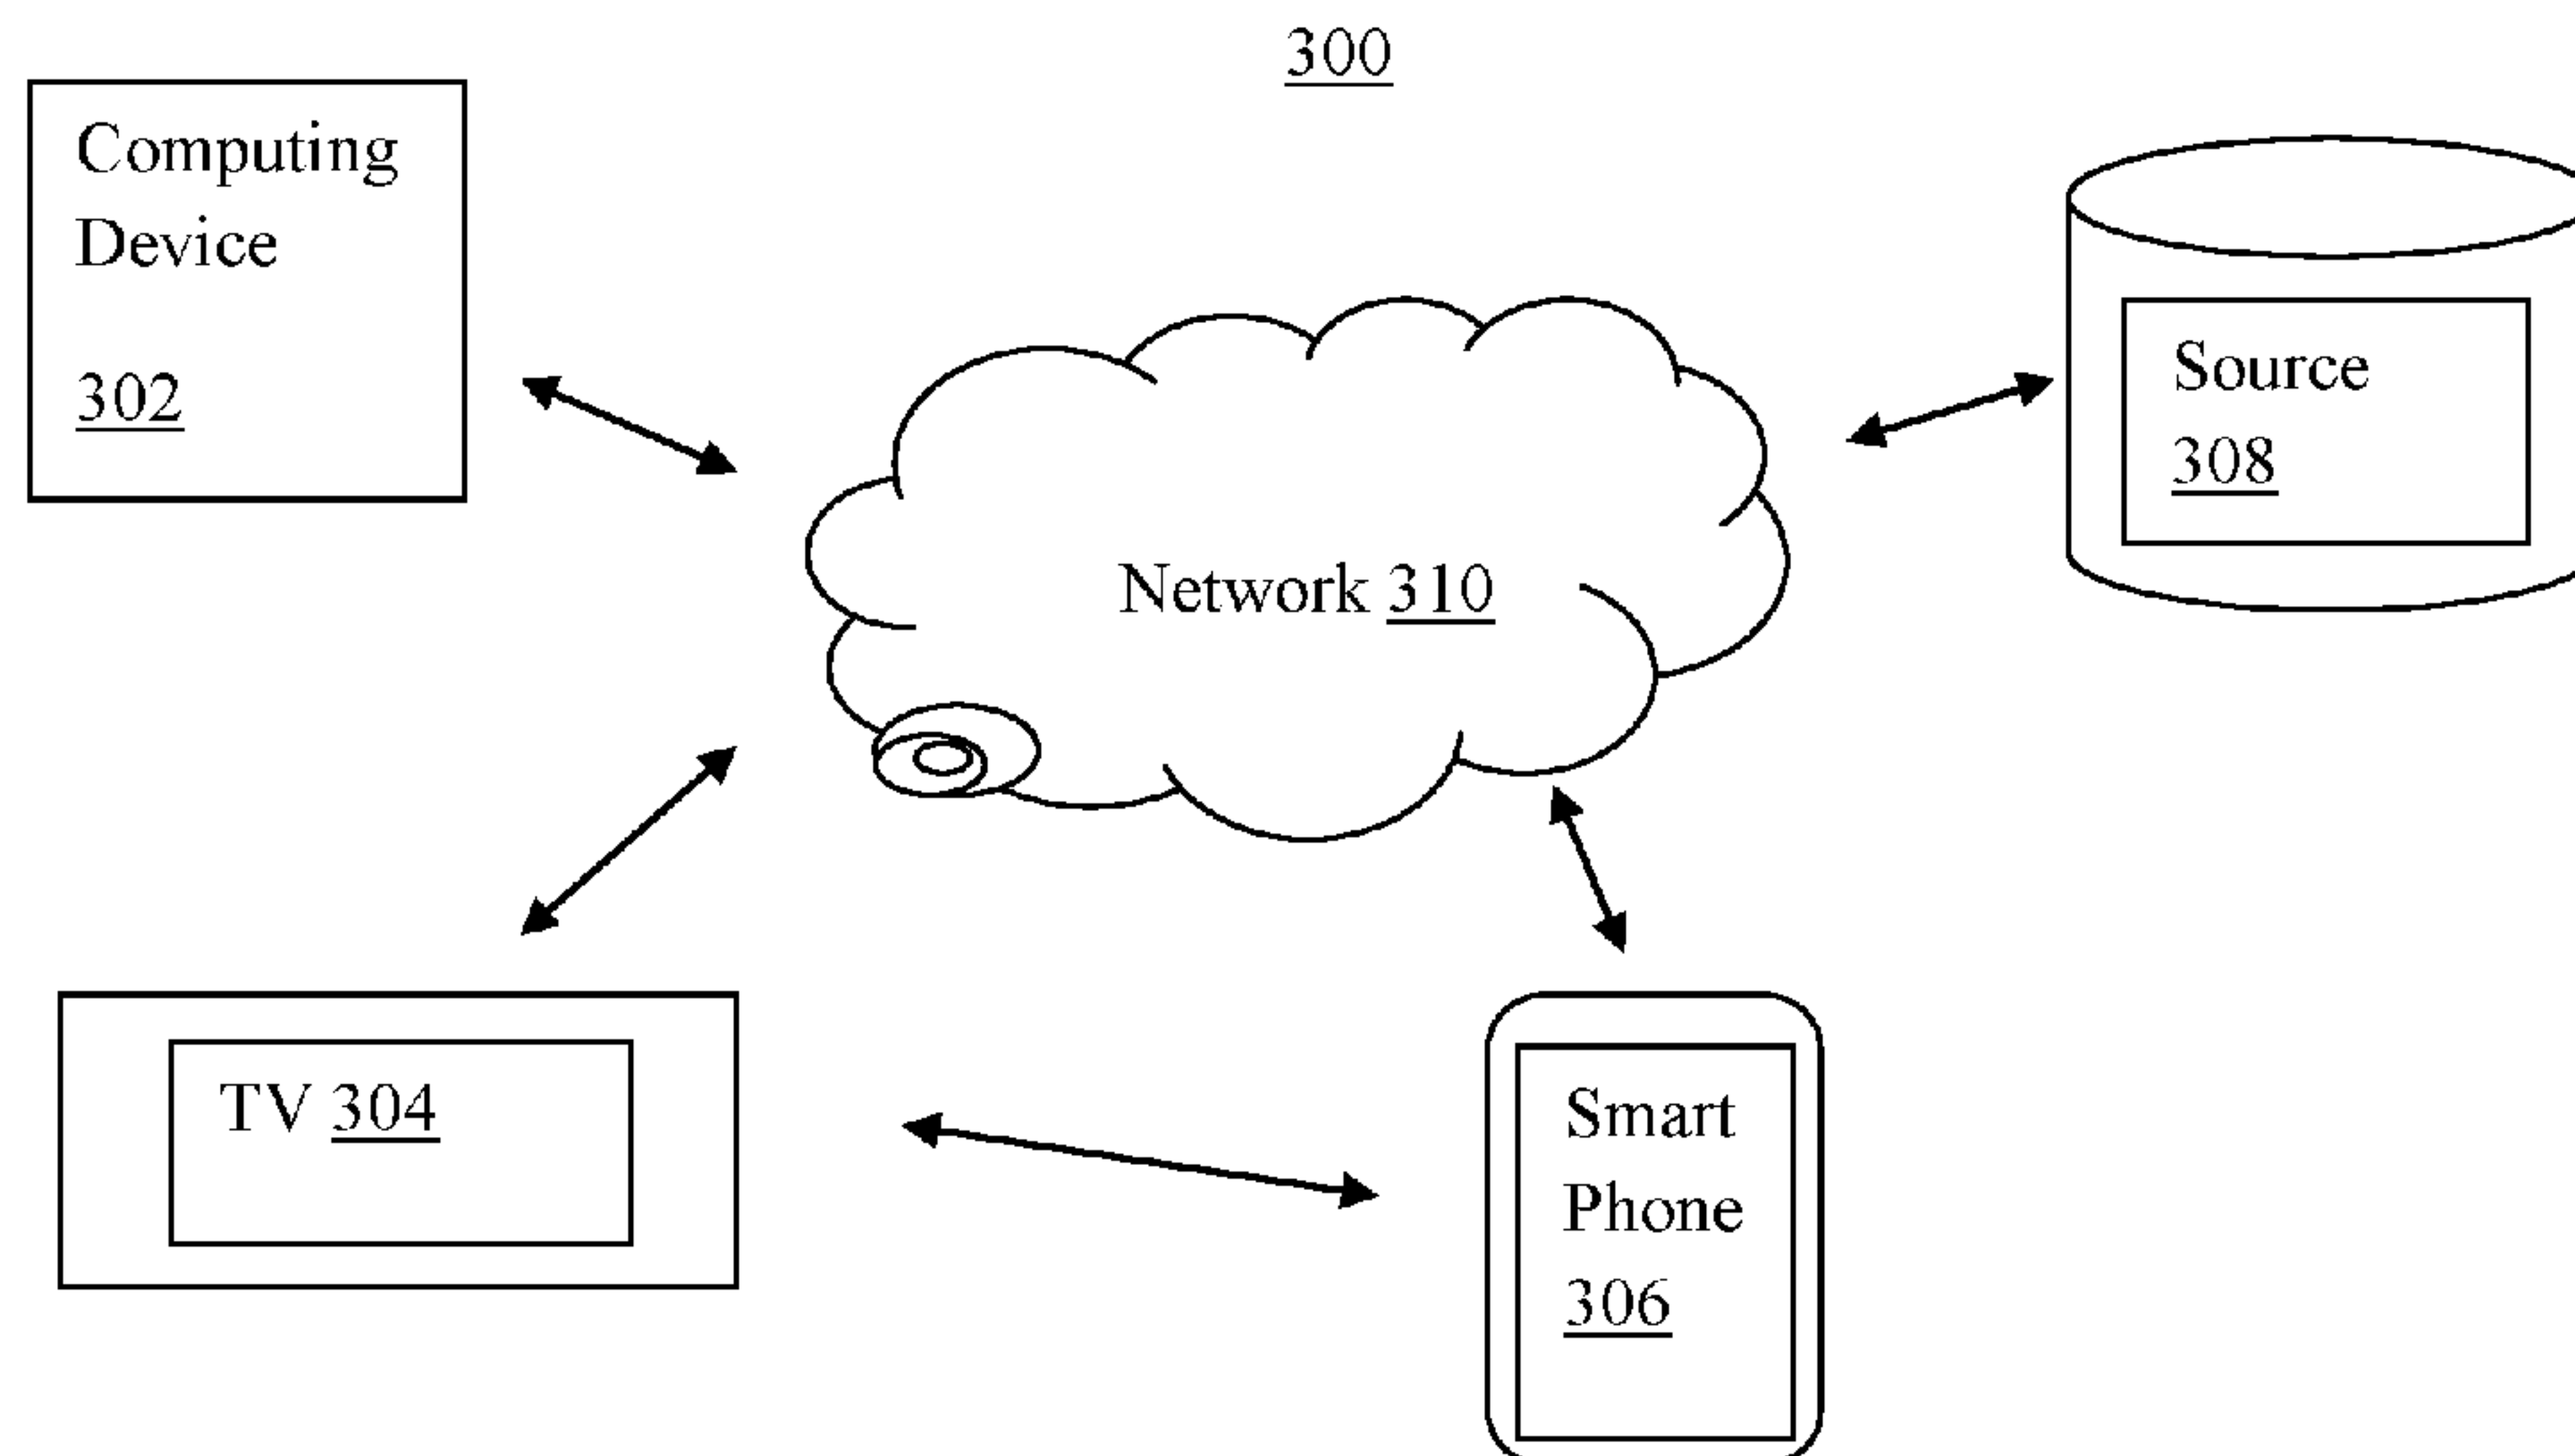 300
Computing
Device
302
Source
308
Network 310
TV 304
Smart
Phone
306